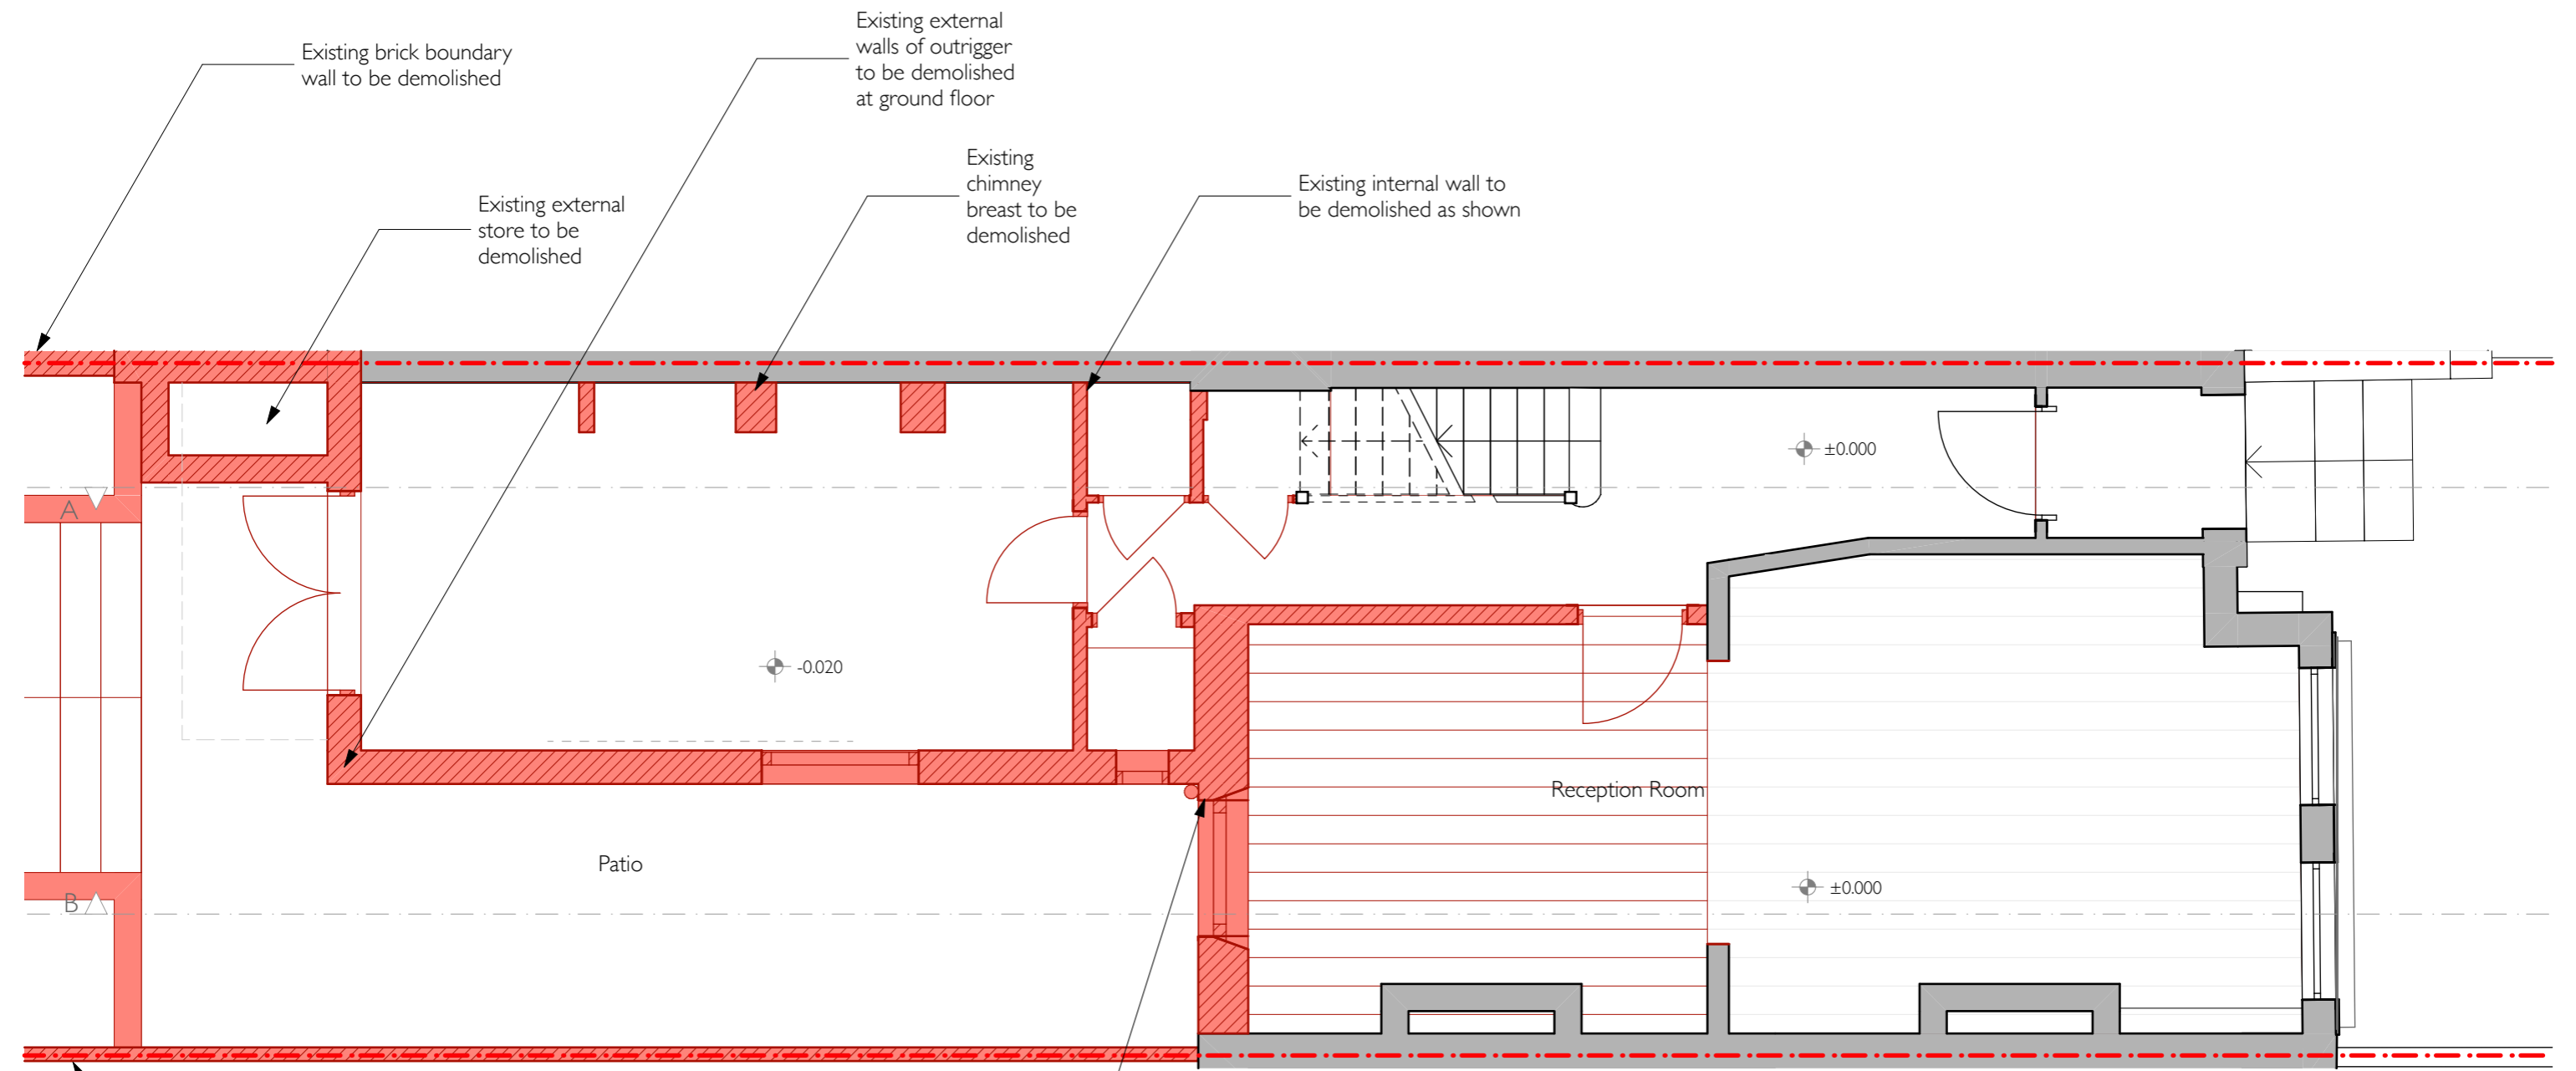 Existing external
walls of outrigger
to be demolished
at ground floor
Existing brick boundary
wall to be demolished
Existing
chimney
breast to be
demolished
Existing internal wall to
be demolished as shown
Existing external
store to be
demolished
±0.000
A
-0.020
Reception Room
Patio
±0.000
B